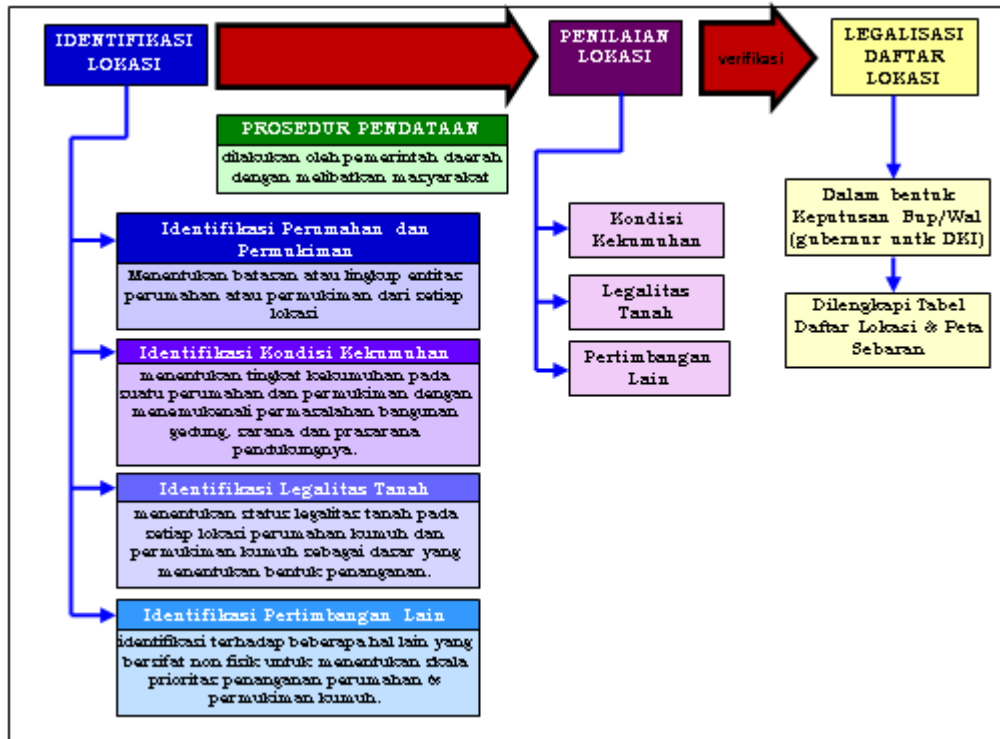 IDENTIFIKASI
LOKASI
PENILAIAN
LOKASI
verifikasi
LEGALISASI
DAFTAR
LOKASI
PROSEDUR PENDATAAN
dilakukan oleh pemerintah daerah
dengan melibatkan masyarakat
Identifikasi Perumahan dan
Permukiman
Menentukan batasan atau lingkup entitas
perumahan atau permukiman dari setiap
lokasi
Identifikasi Kondisi Kekumuhan
menentukan tingkat kekumuhan pada
suatu perumahan dan permukiman dengan
menemukenali permasalahan bangunan
gedung, sarana dan prasarana
pendukungnya.
Identifikasi Legalitas Tanah
menentukan status legalitas tanah pada
setiap lokasi perumahan kumuh dan
permukiman kumuh sebagai dasar yang
menentukan bentuk penanganan.
Identifikasi Pertimbangan Lain
identifikasi terhadap beberapa hal lain yang
bersifat non fisik untuk menentukan skala
prioritas penanganan perumahan &
permukiman kumuh.
Kondisi
Kekumuhan
Legalitas
Tanah
Pertimbangan
Lain
Dalam bentuk
Keputusan Bup/Wal
(gubernur untk DKI)
Dilengkapi Tabel
Daftar Lokasi & Peta
Sebaran